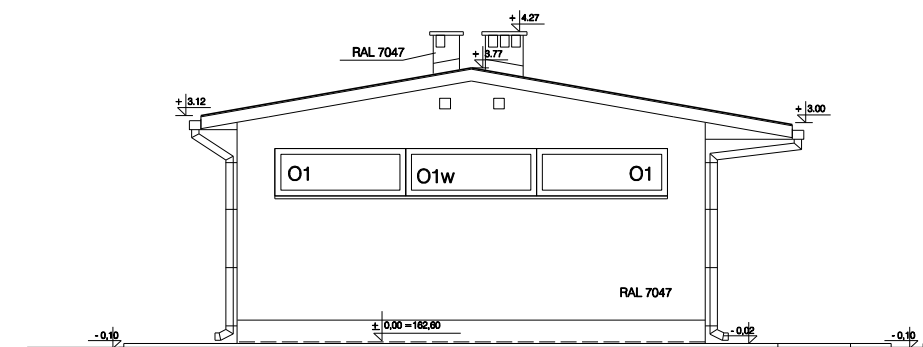 + 4.27
RAL 7047
+ 3.77
+ 3.12
+ 3.00
O1
O1w
O1
RAL 7047
± 0,00 = 162,60
- 0,10
- 0,02
- 0,10